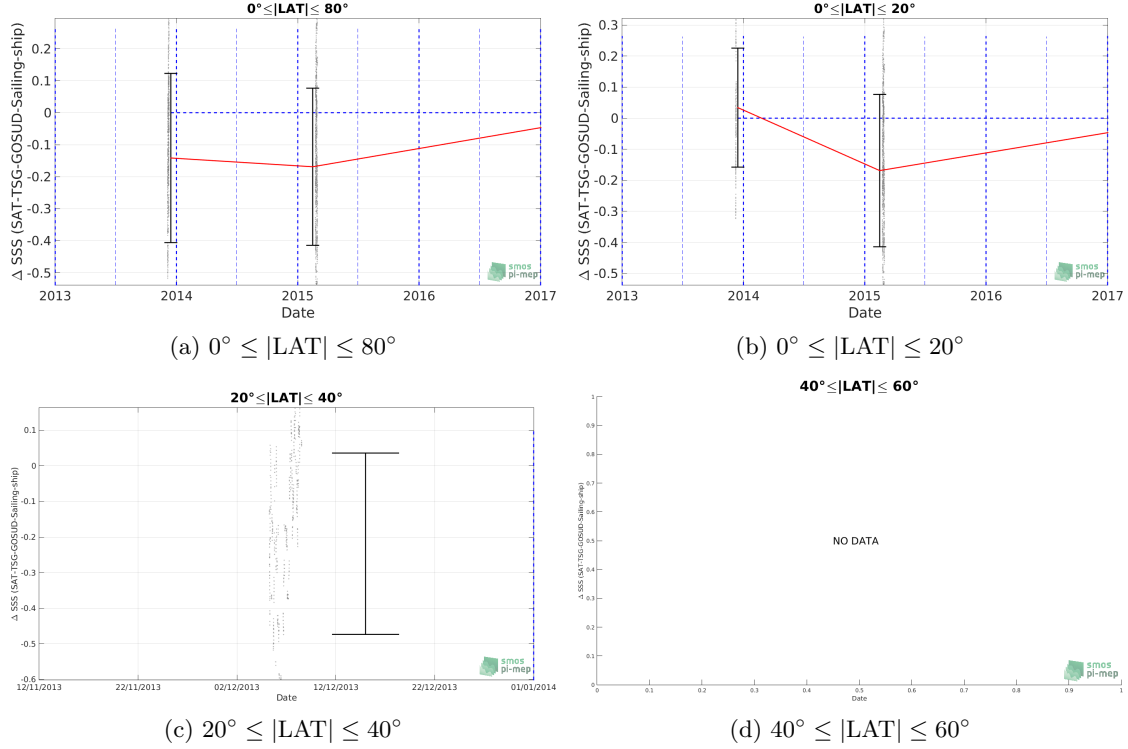 0°≤|LAT|≤ 80°
Δ SSS (SAT-TSG-GOSUD-Sailing-ship)
0.3
0.2
0.1
0
-0.1
-0.2
-0.3
-0.4
-0.5
2013 2014 2015 2016 2017
Date
smos
pi-mep
(a) 0° ≤ |LAT| ≤ 80°
0°≤|LAT|≤ 20°
Δ SSS (SAT-TSG-GOSUD-Sailing-ship)
0.3
0.2
0.1
0
-0.1
-0.2
-0.3
-0.4
-0.5
2013 2014 2015 2016 2017
Date
smos
pi-mep
(b) 0° ≤ |LAT| ≤ 20°
20°≤|LAT|≤ 40°
Δ SSS (SAT-TSG-GOSUD-Sailing-ship)
0.1
0
-0.1
-0.2
-0.3
-0.4
-0.5
-0.6
12/11/2013 22/11/2013 02/12/2013 12/12/2013 22/12/2013 01/01/2014
Date
smos
pi-mep
(c) 20° ≤ |LAT| ≤ 40°
40°≤|LAT|≤ 60°
Δ SSS (SAT-TSG-GOSUD-Sailing-ship)
1
0.9
0.8
0.7
0.6
0.5
0.4
0.3
0.2
0.1
0
NO DATA
0 0.1 0.2 0.3 0.4 0.5 0.6 0.7 0.8 0.9 1
Date
smos
pi-mep
(d) 40° ≤ |LAT| ≤ 60°